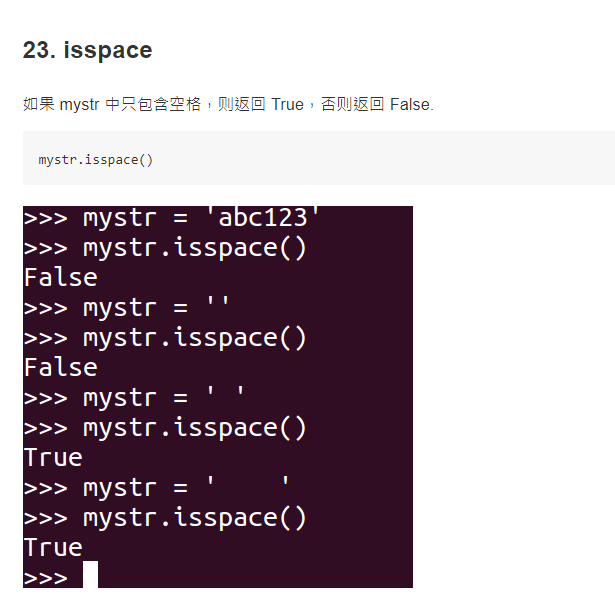 23. isspace
如果 mystr 中只包含空格，则返回 True，否则返回 False.
mystr.isspace()
>>> mystr = 'abc123'
>>> mystr.isspace()
False
>>> mystr = ''
>>> mystr.isspace()
False
>>> mystr = ' '
>>> mystr.isspace()
True
>>> mystr = '    '
>>> mystr.isspace()
True
>>>